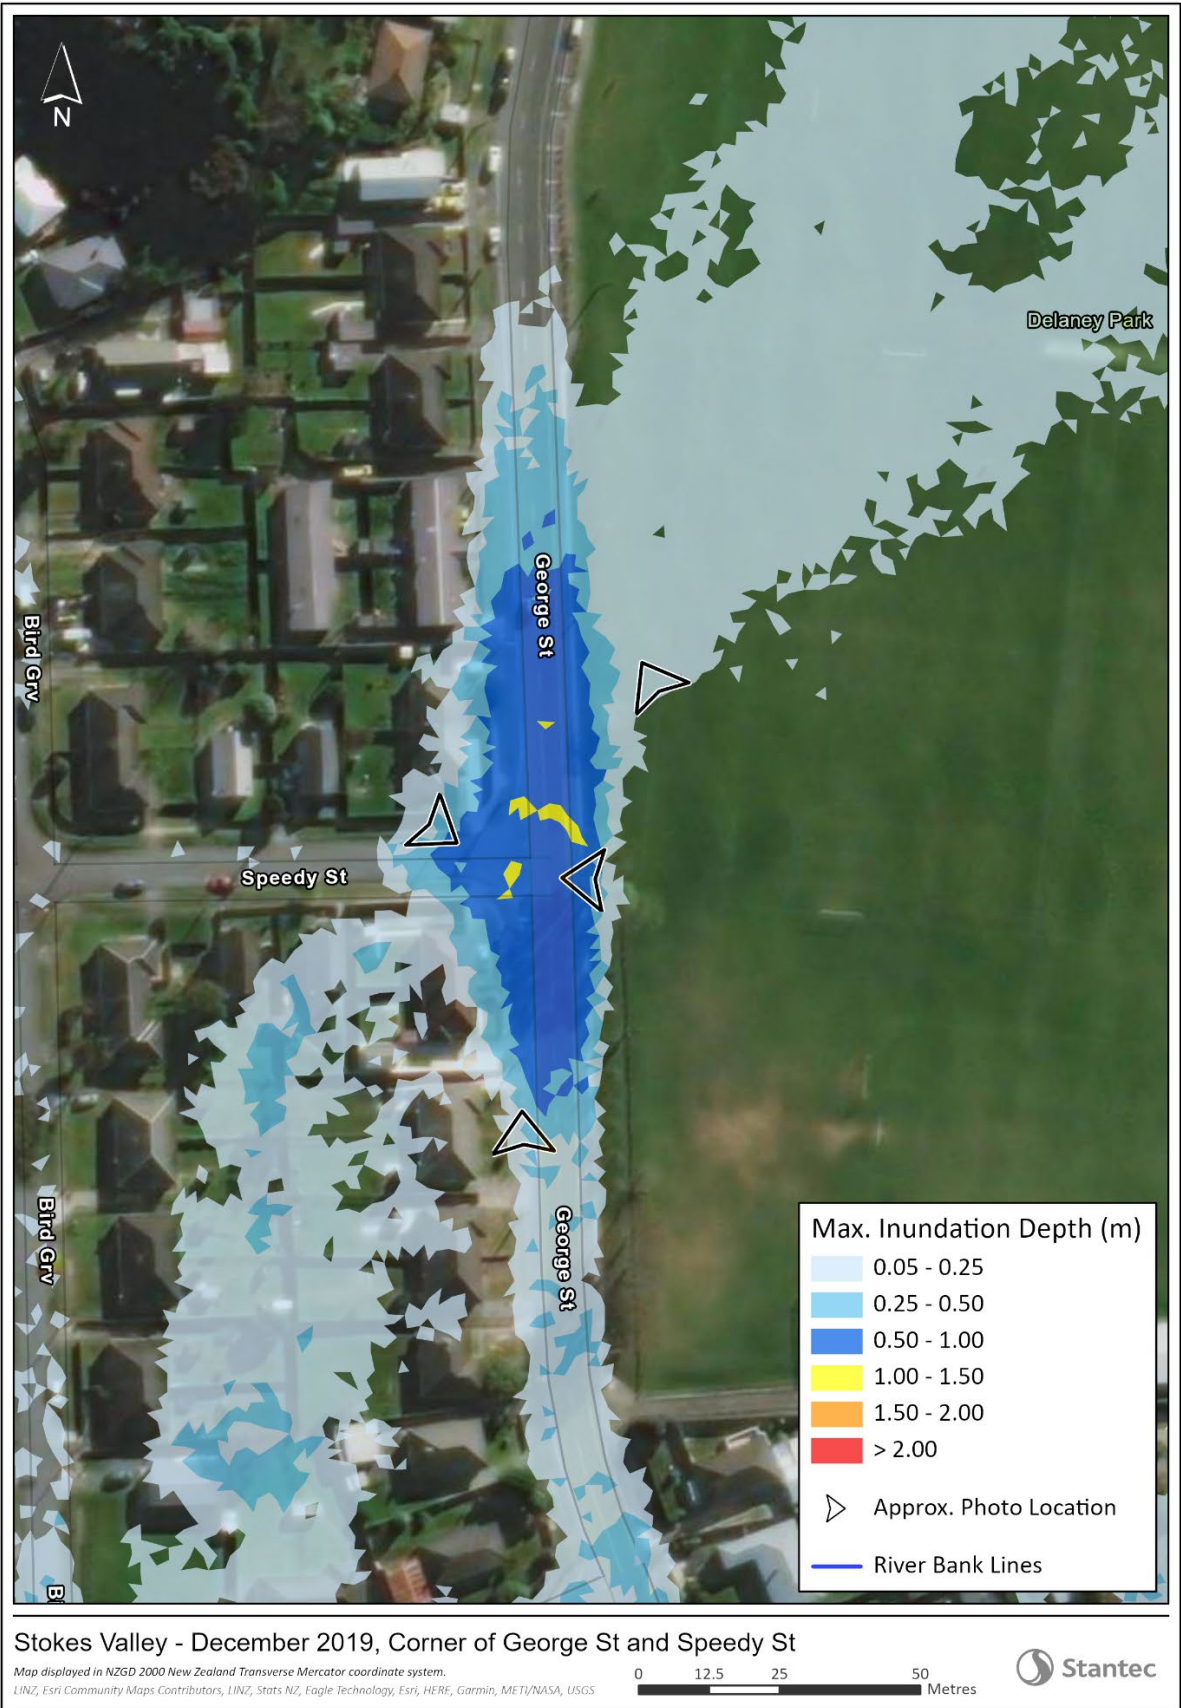 N
Delaney Park
George St
Bird Grv
Speedy St
Bird Grv
George St
Bi
Max. Inundation Depth (m)
0.05 - 0.25
0.25 - 0.50
0.50 - 1.00
1.00 - 1.50
1.50 - 2.00
> 2.00
Approx. Photo Location
River Bank Lines
Stokes Valley - December 2019, Corner of George St and Speedy St
Map displayed in NZGD 2000 New Zealand Transverse Mercator coordinate system.
LINZ, Esri Community Maps Contributors, LINZ, Stats NZ, Eagle Technology, Esri, HERE, Garmin, METI/NASA, USGS
0 12.5 25 50
Metres
Stantec